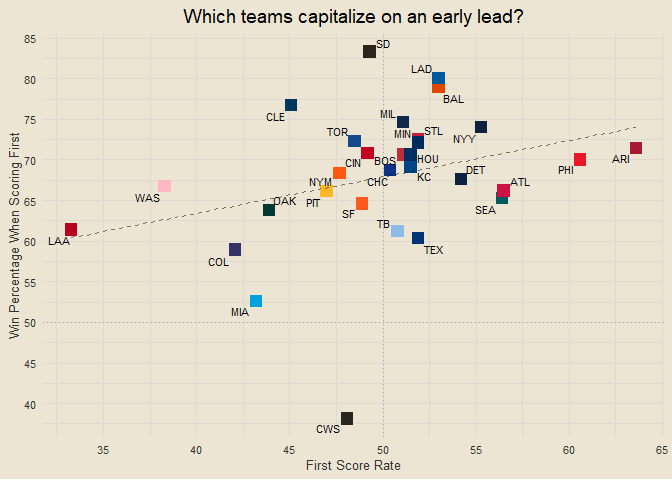 Which teams capitalize on an early lead?
Win Percentage When Scoring First
85
80
75
70
65
60
55
50
45
40
SD
LAD
BAL
CLE
MIL
TOR
MIN
STL
NYY
CIN
BOS
HOU
NYM
CHC
KC
DET
PHI
ARI
WAS
OAK
PIT
SF
ATL
SEA
LAA
TB
TEX
COL
MIA
CWS
35
40
45
50
55
60
65
First Score Rate